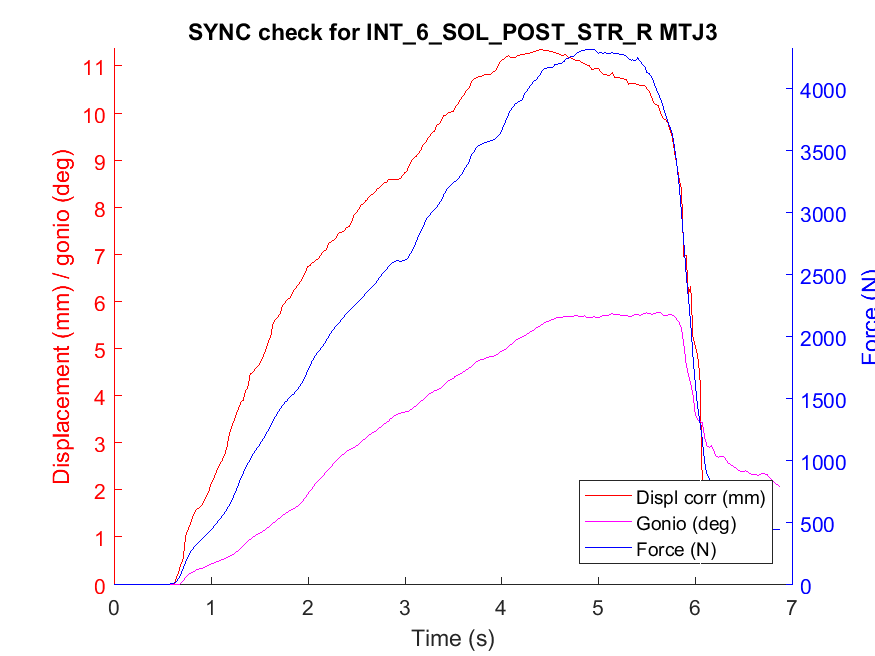 SYNC check for INT_6_SOL_POST_STR_R MTJ3
11
10
9
8
7
6
5
4
3
2
1
0
Displacement (mm) / gonio (deg)
4000
3500
3000
2500
2000
1500
1000
500
0
Force (N)
Displ corr (mm)
Gonio (deg)
Force (N)
0 1 2 3 4 5 6 7
Time (s)